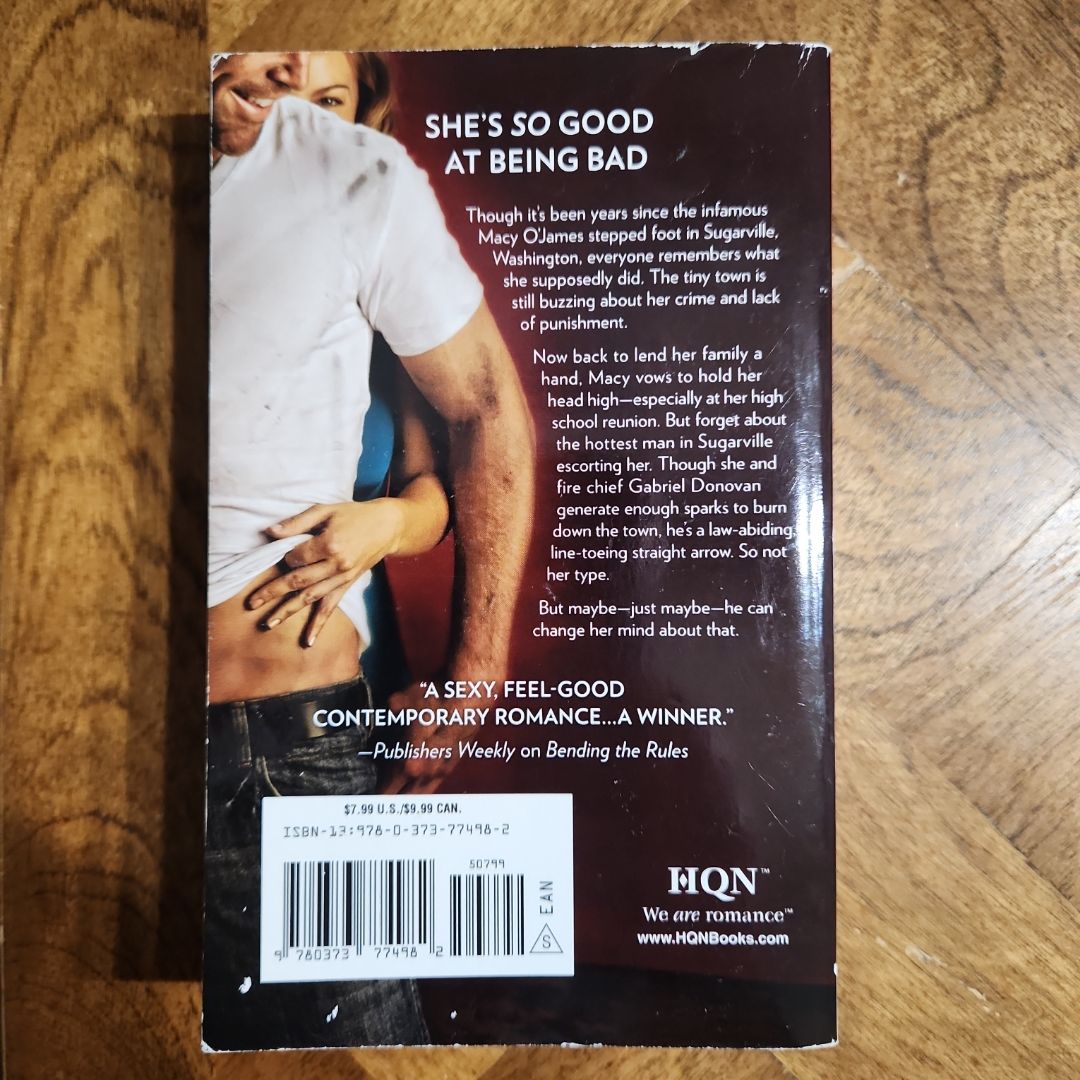 SHE'S SO GOOD
AT BEING BAD
Though it's been years since the infamous
Macy O'James stepped foot in Sugarville,
Washington, everyone remembers what
she supposedly did. The tiny town is
still buzzing about her crime and lack
of punishment.
Now back to lend her family a
hand, Macy vows to hold her
head high—especially at her high
school reunion. But forget about
the hottest man in Sugarville
escorting her. Though she and
fire chief Gabriel Donovan
generate enough sparks to burn
down the town, he's a law-abiding,
line-toeing straight arrow. So not
her type.
But maybe—just maybe—he can
change her mind about that.
"A SEXY, FEEL-GOOD
CONTEMPORARY ROMANCE...A WINNER."
—Publishers Weekly on Bending the Rules
$7.99 U.S./$9.99 CAN.
ISBN-13:978-0-373-77498-2
50799
EAN
S
9 780373 77498 2
HQN™
We are romance™
www.HQNBooks.com